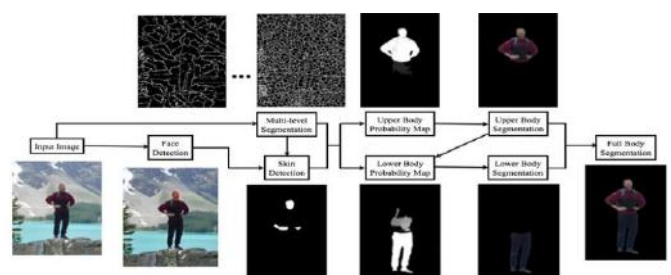 Multi-level
Segmentation
Upper Body
Probability Map
Upper Body
Segmentation
Input Image
Face
Detection
Full Body
Segmentation
Skin
Detection
Lower Body
Probability Map
Lower Body
Segmentation